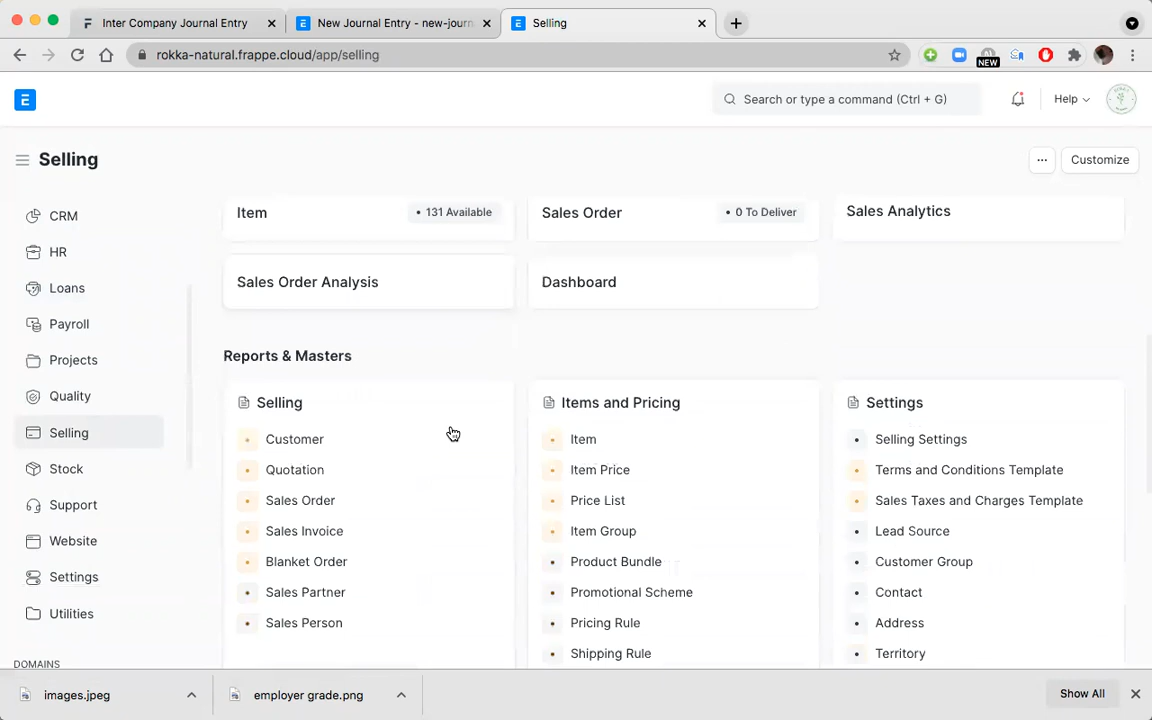 Inter Company Journal Entry
New Journal Entry - new-journ
Selling
rokka-natural.frappe.cloud/app/selling
NEW
E
Search or type a command (Ctrl + G)
Help
Selling
Customize
CRM
HR
Loans
Payroll
Projects
Quality
Selling
Stock
Support
Website
Settings
Utilities
DOMAINS
Item
131 Available
Sales Order
0 To Deliver
Sales Analytics
Sales Order Analysis
Dashboard
Reports & Masters
Selling
Customer
Quotation
Sales Order
Sales Invoice
Blanket Order
Sales Partner
Sales Person
Items and Pricing
Item
Item Price
Price List
Item Group
Product Bundle
Promotional Scheme
Pricing Rule
Shipping Rule
Settings
Selling Settings
Terms and Conditions Template
Sales Taxes and Charges Template
Lead Source
Customer Group
Contact
Address
Territory
images.jpeg
employer grade.png
Show All